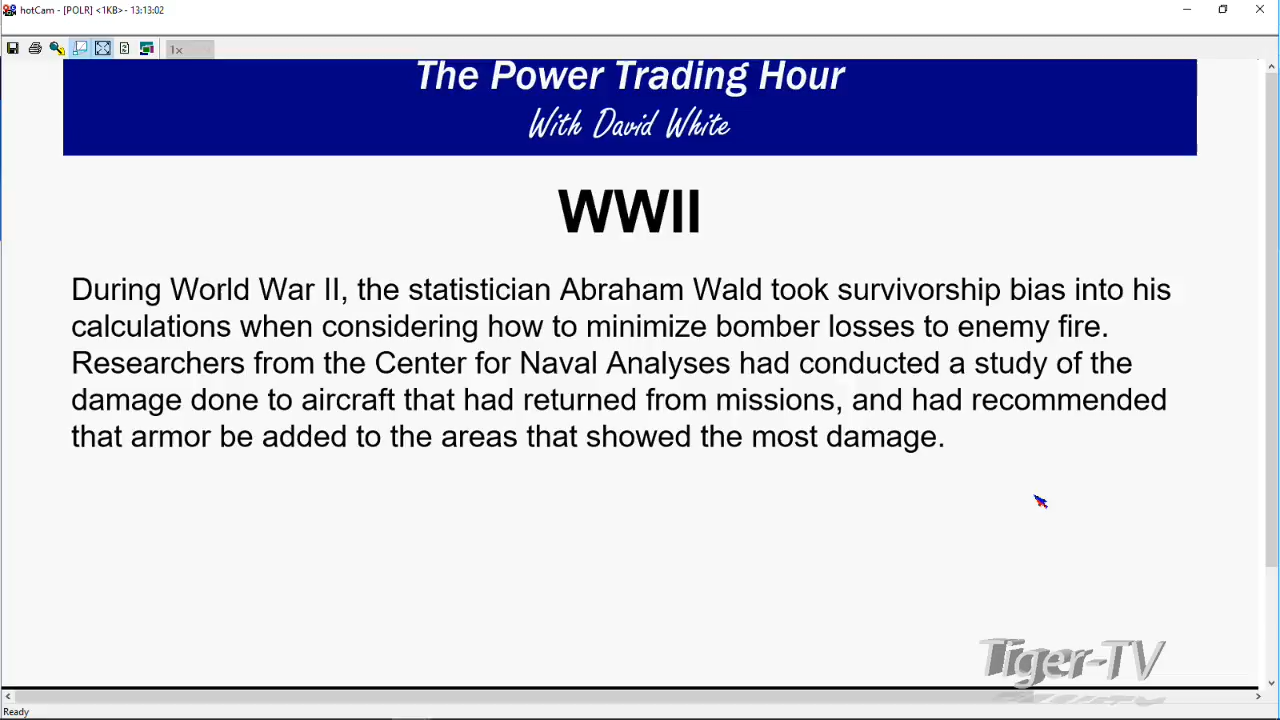 hotCam - [POLR] <1KB> - 13:13:02
1x
The Power Trading Hour
With David White
WWII
During World War II, the statistician Abraham Wald took survivorship bias into his
calculations when considering how to minimize bomber losses to enemy fire.
Researchers from the Center for Naval Analyses had conducted a study of the
damage done to aircraft that had returned from missions, and had recommended
that armor be added to the areas that showed the most damage.
Tiger-TV
Ready